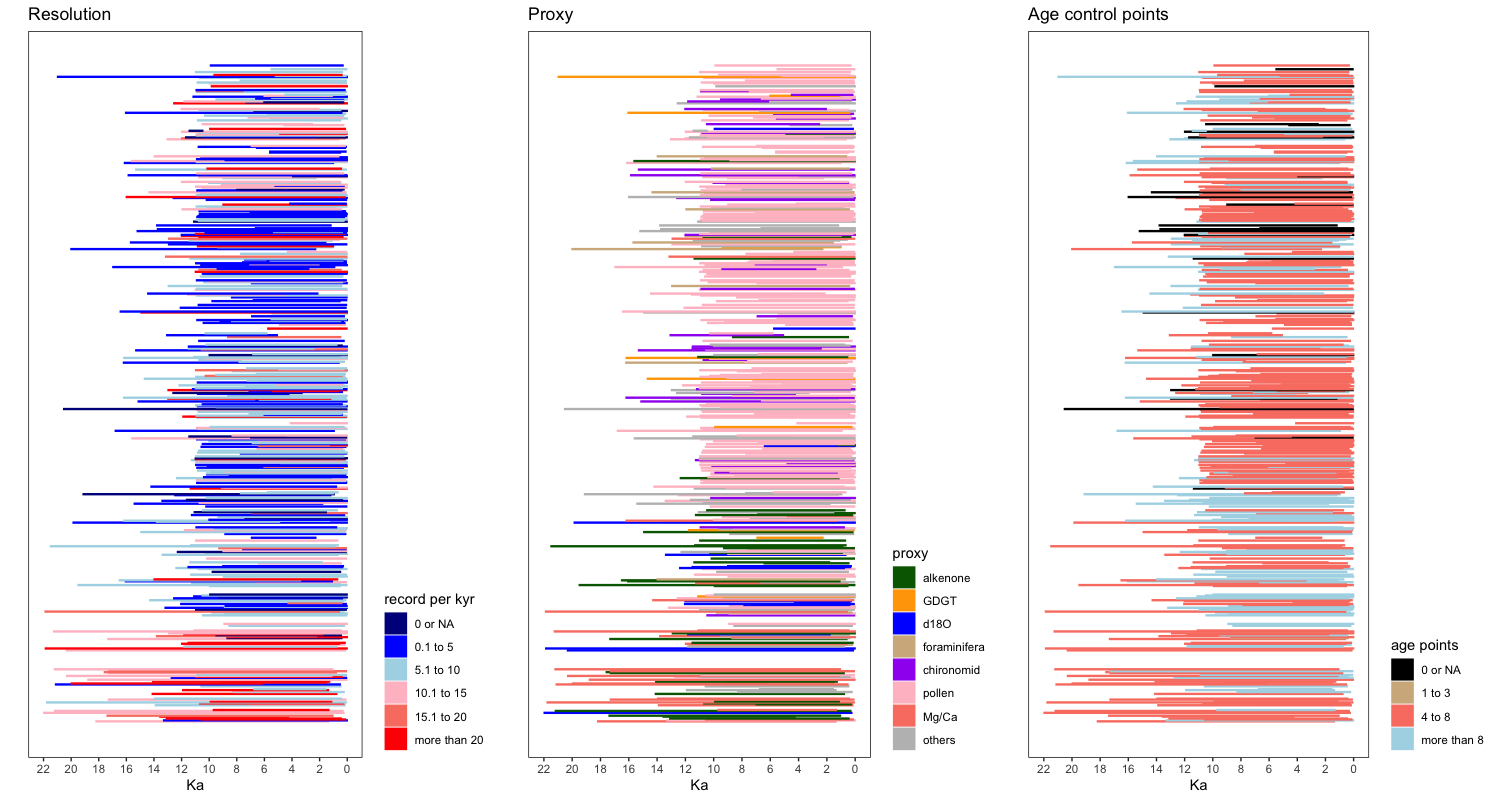 Resolution
22 20 18 16 14 12 10 8 6 4 2 0
Ka
record per kyr
0 or NA
0.1 to 5
5.1 to 10
10.1 to 15
15.1 to 20
more than 20
Proxy
22 20 18 16 14 12 10 8 6 4 2 0
Ka
proxy
alkenone
GDGT
d18O
foraminifera
chironomid
pollen
Mg/Ca
others
Age control points
22 20 18 16 14 12 10 8 6 4 2 0
Ka
age points
0 or NA
1 to 3
4 to 8
more than 8